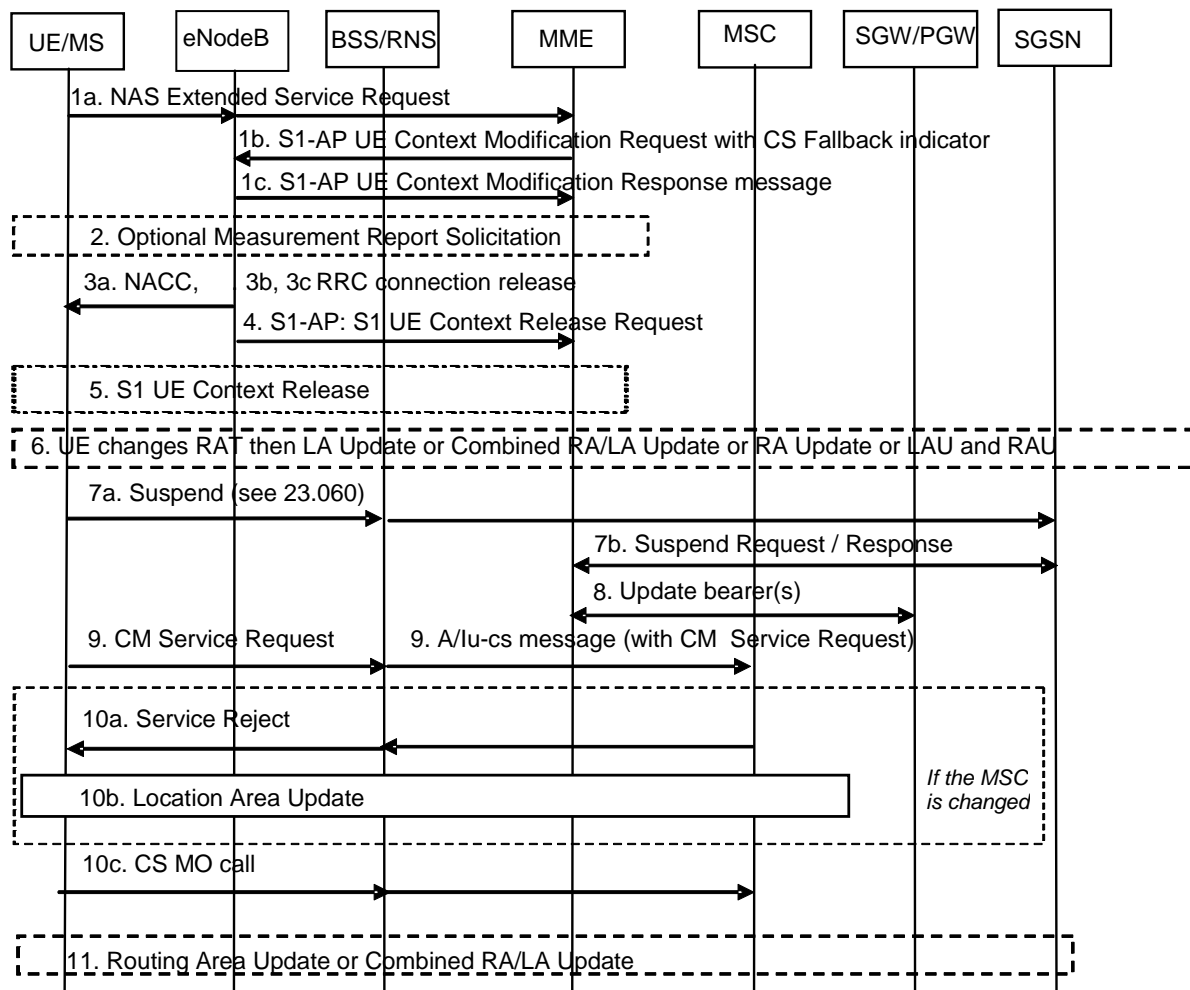 UE/MS
eNodeB
BSS/RNS
MME
MSC
SGW/PGW
SGSN
1a. NAS Extended Service Request
1b. S1-AP UE Context Modification Request with CS Fallback indicator
1c. S1-AP UE Context Modification Response message
2. Optional Measurement Report Solicitation
3a. NACC, . 3b, 3c RRC connection release
4. S1-AP: S1 UE Context Release Request
5. S1 UE Context Release
6. UE changes RAT then LA Update or Combined RA/LA Update or RA Update or LAU and RAU
7a. Suspend (see 23.060)
7b. Suspend Request / Response
8. Update bearer(s)
9. CM Service Request
9. A/Iu-cs message (with CM Service Request)
10a. Service Reject
If the MSC
is changed
10b. Location Area Update
10c. CS MO call
11. Routing Area Update or Combined RA/LA Update